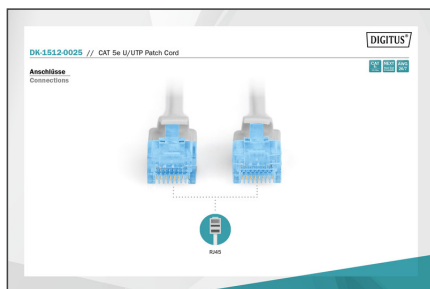 DIGITUS®
DK-1512-0025 // CAT 5e U/UTP Patch Cord
Anschlüsse
Connections
RJ45